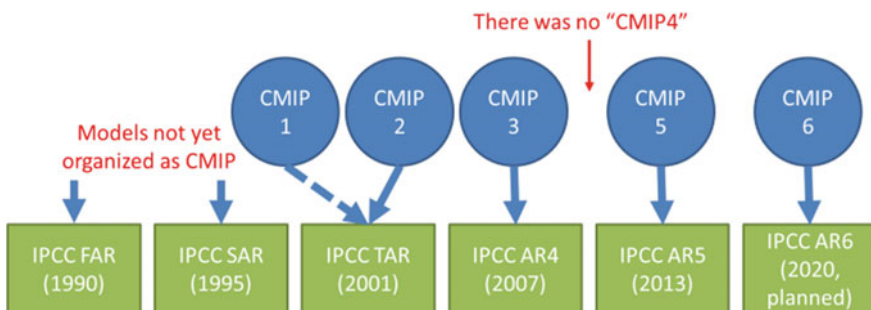 There was no “CMIP4”
CMIP
1
CMIP
2
CMIP
3
CMIP
5
CMIP
6
Models not yet
organized as CMIP
IPCC FAR
(1990)
IPCC SAR
(1995)
IPCC TAR
(2001)
IPCC AR4
(2007)
IPCC AR5
(2013)
IPCC AR6
(2020,
planned)